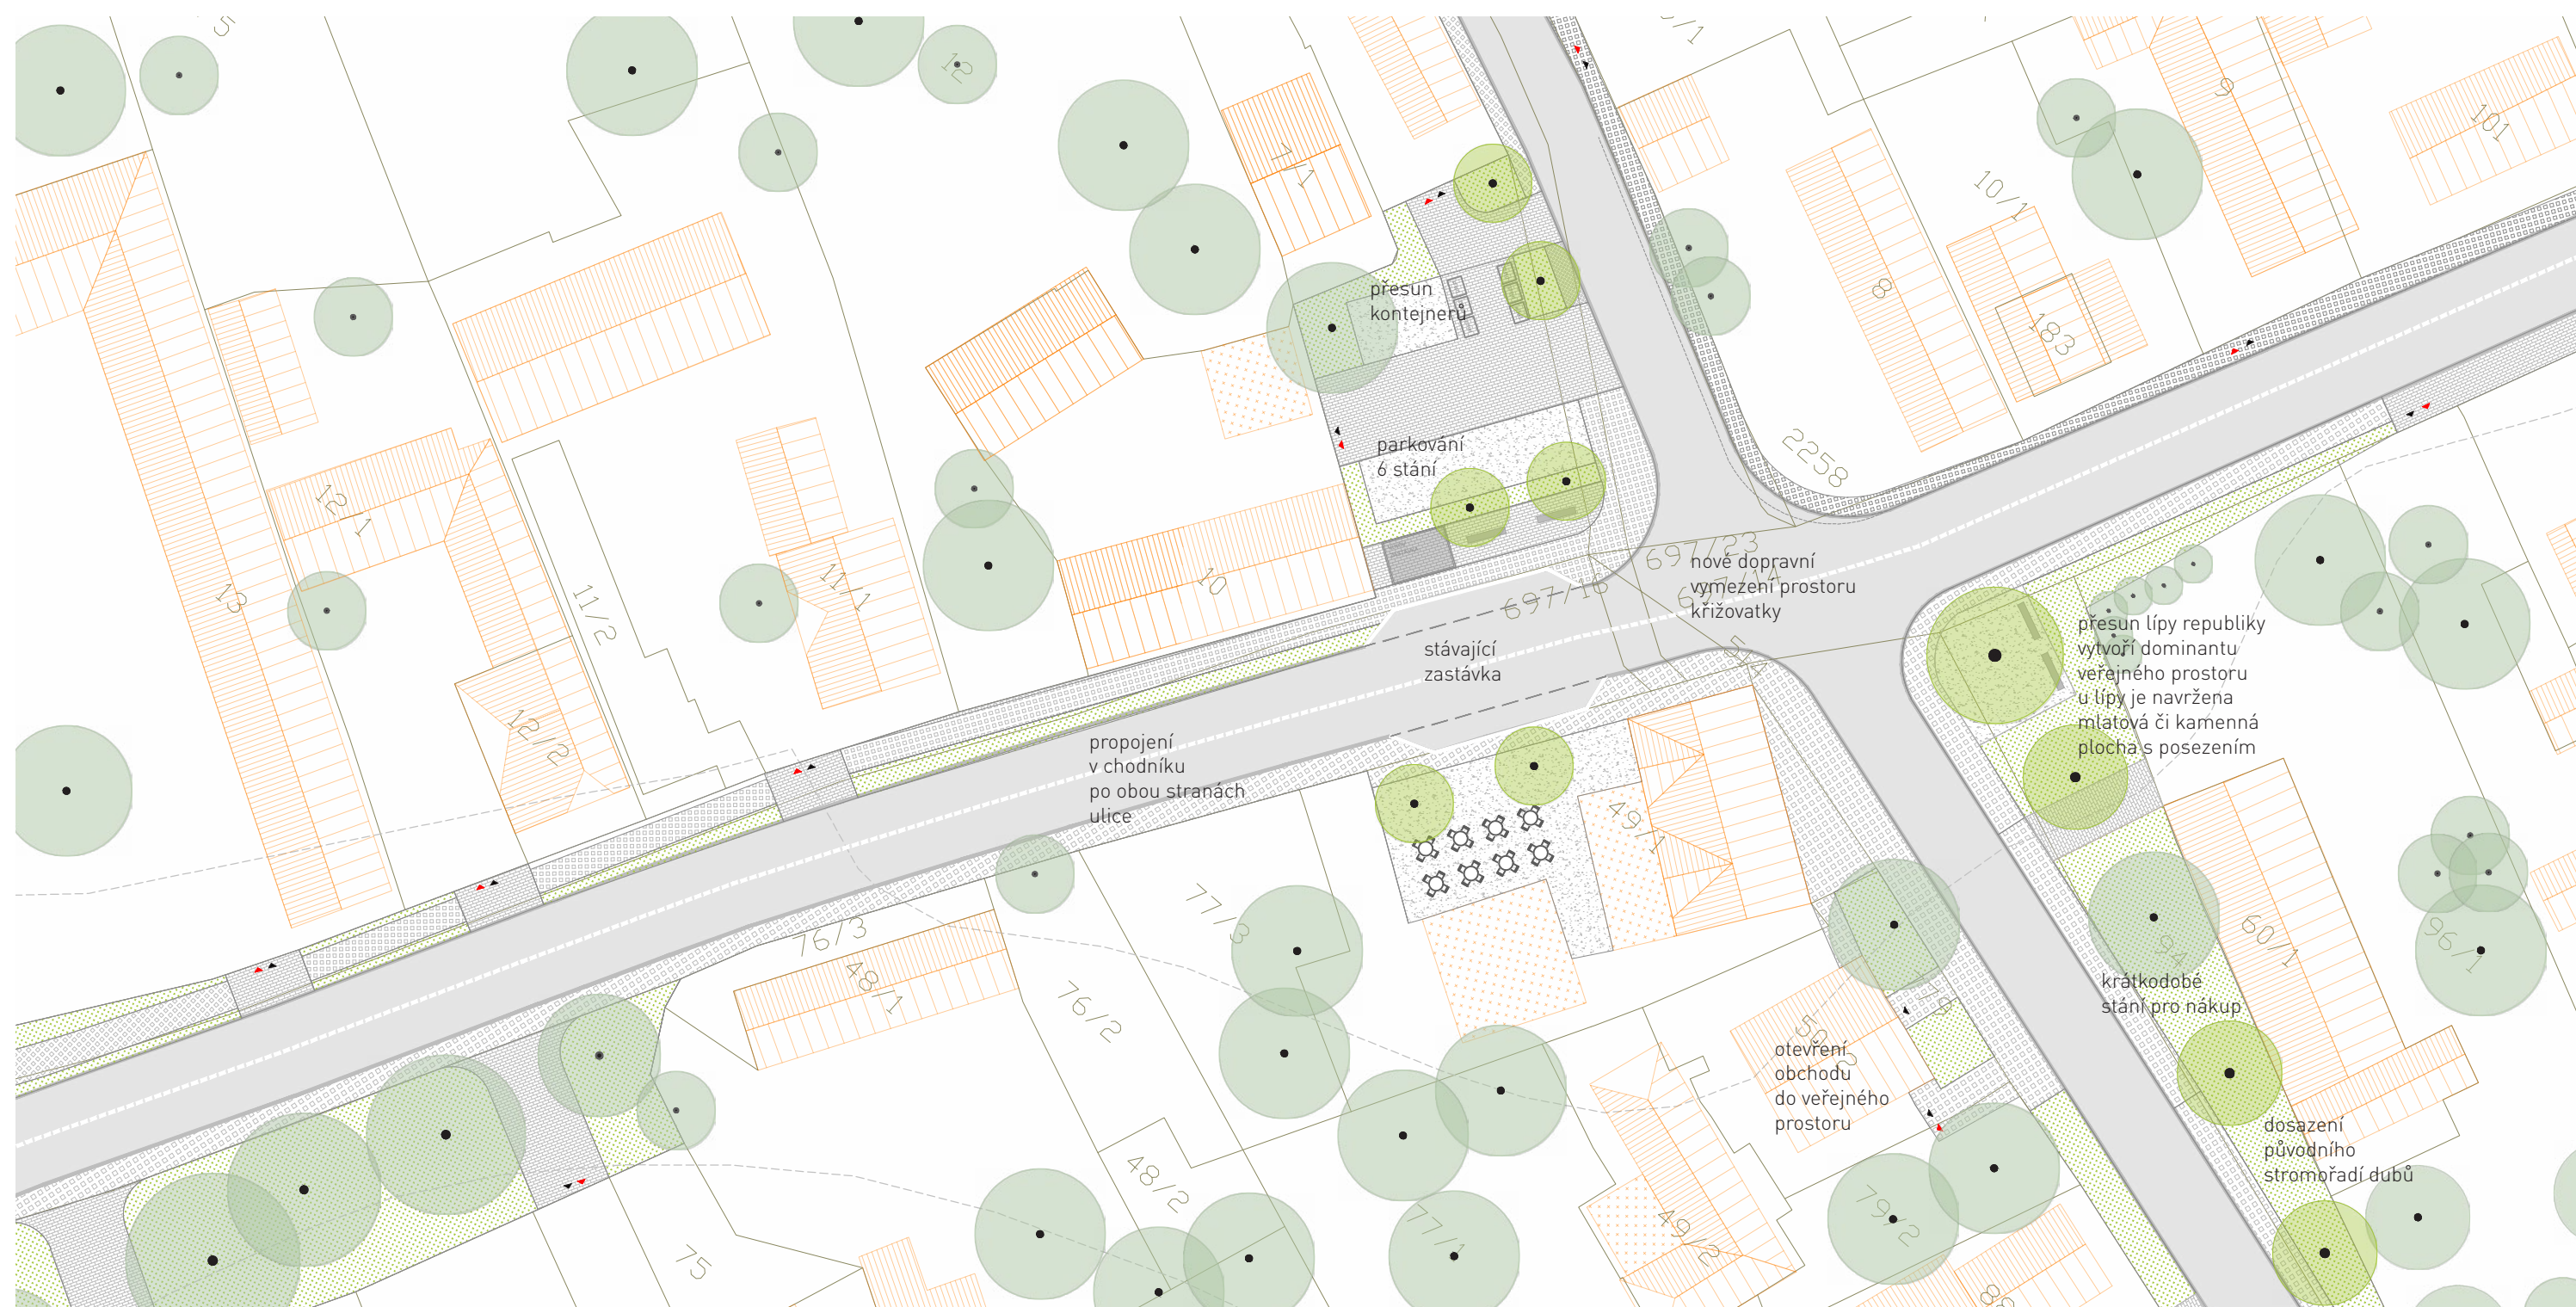 5
12
7/1
9
101
10/1
8
183
přesun
kontejnerů
2258
parkování
6 stání
12/1
13
11/2
11/1
10
697/23
697/16
nové dopravní
vymezení prostoru
křižovatky
stávající
zastávka
přesun lípy republiky
vytvoří dominantu
veřejného prostoru
u lípy je navržena
mlatová či kamenná
plocha s posezením
12/2
propojení
v chodníku
po obou stranách
ulice
49/1
76/3
48/1
77/3
76/2
60/1
96/1
krátkodobé
stání pro nákup
otevření
obchodu
do veřejného
prostoru
dosazení
původního
stromořadí dubů
48/2
77/1
49/2
79/2
75